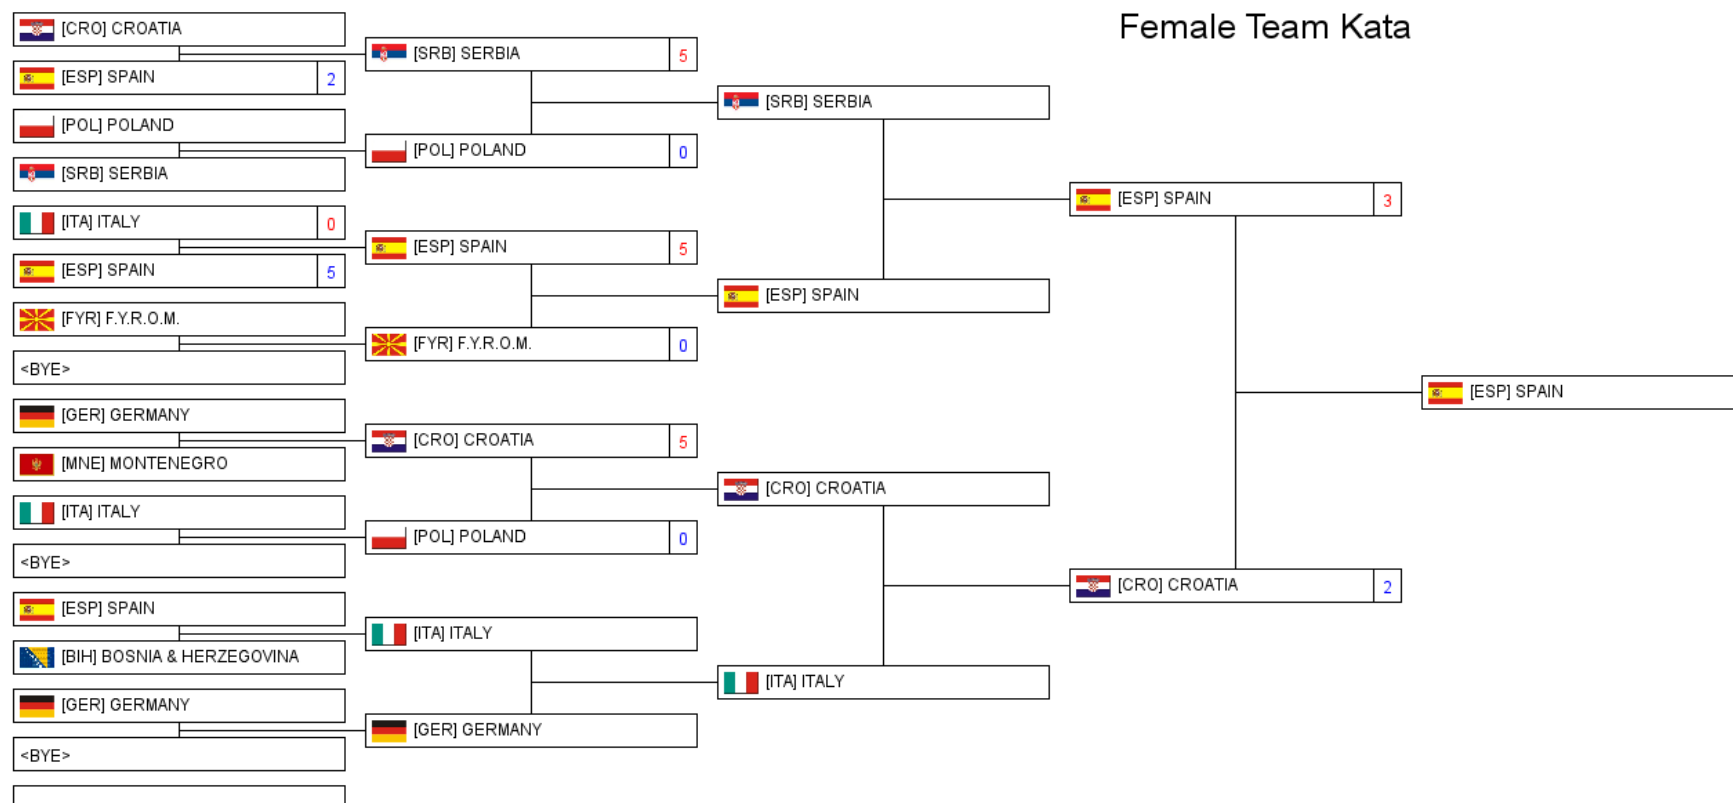 Female Team Kata
[CRO] CROATIA
[ESP] SPAIN 2
[POL] POLAND
[SRB] SERBIA
[ITA] ITALY 0
[ESP] SPAIN 5
[FYR] F.Y.R.O.M.
<BYE>
[GER] GERMANY
[MNE] MONTENEGRO
[ITA] ITALY
<BYE>
[ESP] SPAIN
[BIH] BOSNIA & HERZEGOVINA
[GER] GERMANY
<BYE>
[SRB] SERBIA 5
[POL] POLAND 0
[ESP] SPAIN 5
[FYR] F.Y.R.O.M. 0
[CRO] CROATIA 5
[POL] POLAND 0
[ITA] ITALY
[GER] GERMANY
[SRB] SERBIA
[ESP] SPAIN
[CRO] CROATIA
[ITA] ITALY
[ESP] SPAIN 3
[CRO] CROATIA 2
[ESP] SPAIN